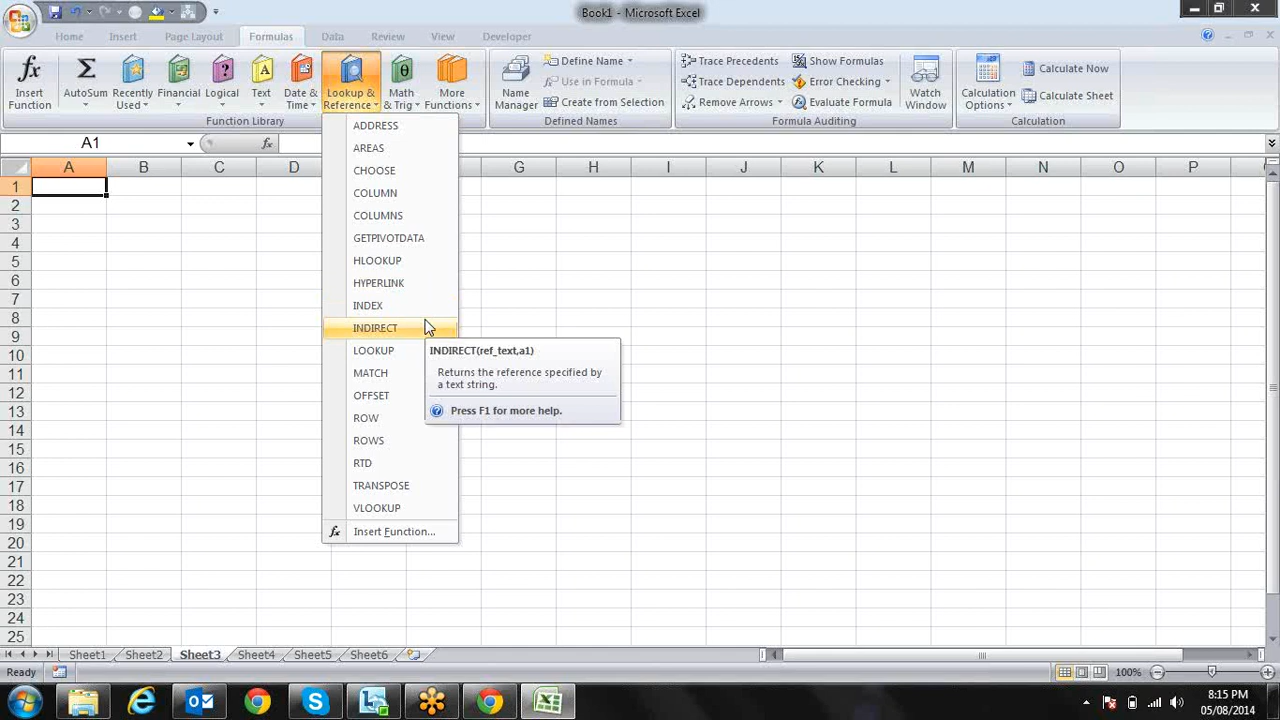 Book1 - Microsoft Excel
Home Insert Page Layout Formulas Data Review View Developer
fx Insert Function
Σ AutoSum
Recently Used
Financial
? Logical
A Text
Date & Time
Lookup & Reference
θ Math & Trig
More Functions
Function Library
Name Manager
Define Name
Use in Formula
Create from Selection
Defined Names
Trace Precedents
Trace Dependents
Remove Arrows
Show Formulas
Error Checking
Evaluate Formula
Formula Auditing
Watch Window
Calculation Options
Calculate Now
Calculate Sheet
Calculation
A1 fx
A B C D G H I J K L M N O P
1
2
3
4
5
6
7
8
9
10
11
12
13
14
15
16
17
18
19
20
21
22
23
24
25
ADDRESS
AREAS
CHOOSE
COLUMN
COLUMNS
GETPIVOTDATA
HLOOKUP
HYPERLINK
INDEX
INDIRECT
LOOKUP
MATCH
OFFSET
ROW
ROWS
RTD
TRANSPOSE
VLOOKUP
fx Insert Function...
INDIRECT(ref_text,a1)
Returns the reference specified by
a text string.
Press F1 for more help.
Sheet1 Sheet2 Sheet3 Sheet4 Sheet5 Sheet6
Ready 100%
8:15 PM
05/08/2014